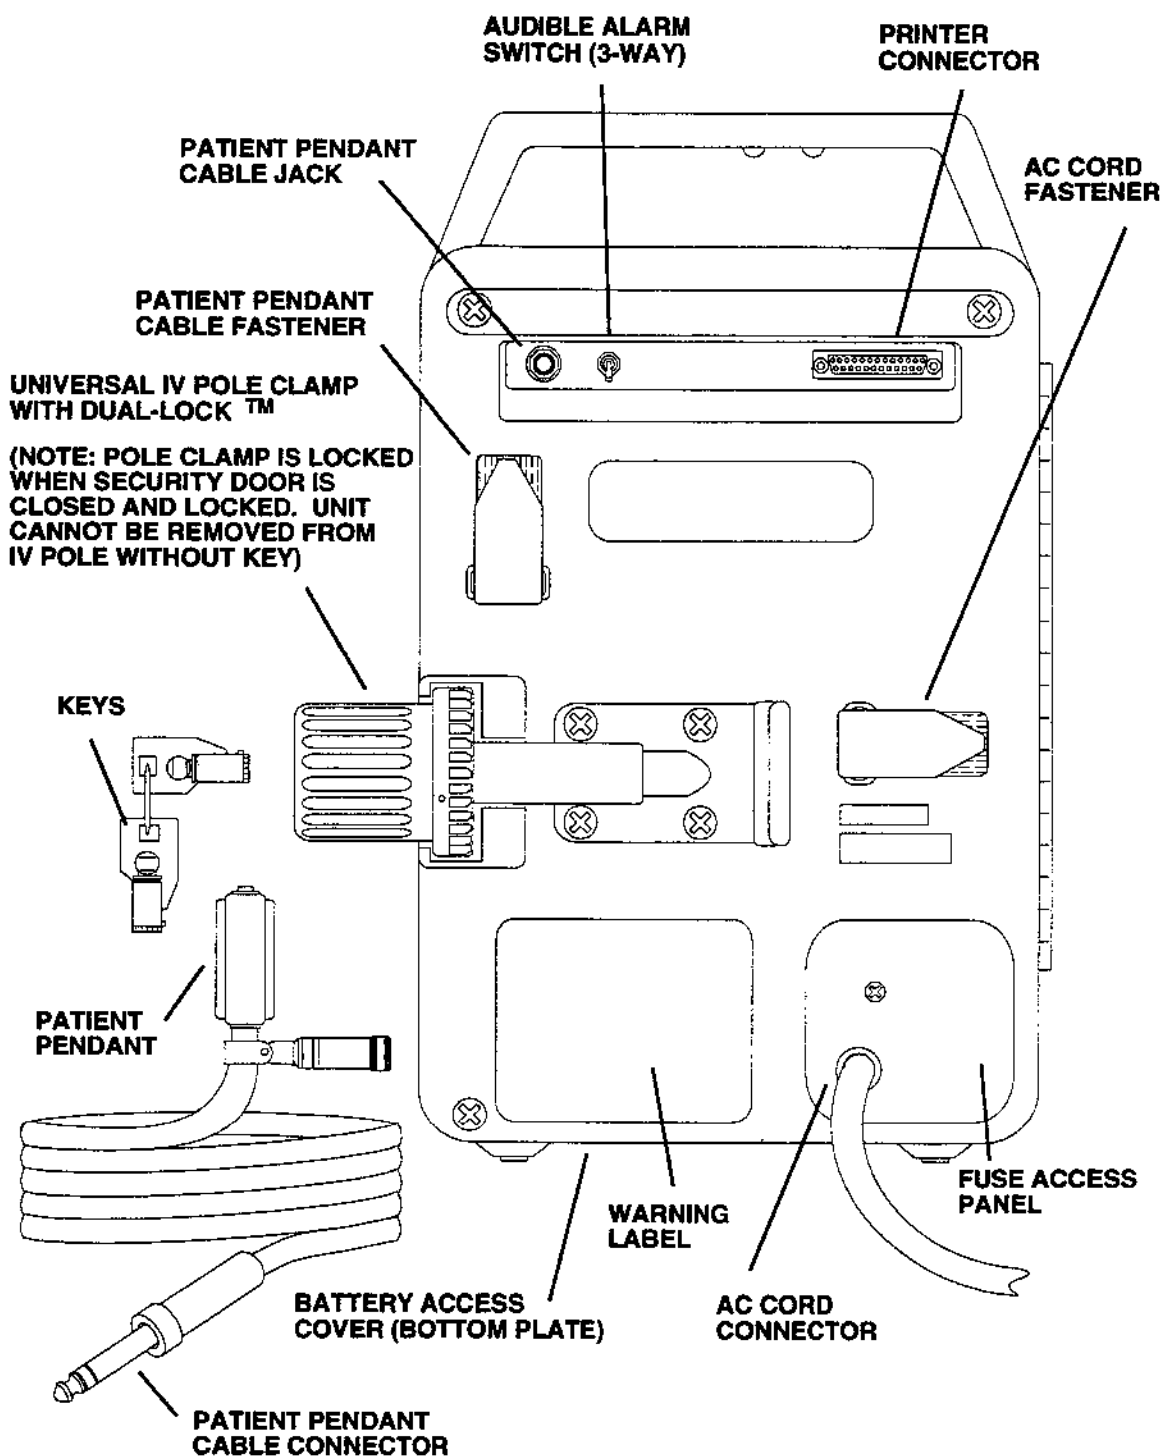 AUDIBLE ALARM
SWITCH (3-WAY)
PRINTER
CONNECTOR
PATIENT PENDANT
CABLE JACK
AC CORD
FASTENER
PATIENT PENDANT
CABLE FASTENER
UNIVERSAL IV POLE CLAMP
WITH DUAL-LOCK ™
(NOTE: POLE CLAMP IS LOCKED
WHEN SECURITY DOOR IS
CLOSED AND LOCKED. UNIT
CANNOT BE REMOVED FROM
IV POLE WITHOUT KEY)
KEYS
PATIENT
PENDANT
WARNING
LABEL
FUSE ACCESS
PANEL
BATTERY ACCESS
COVER (BOTTOM PLATE)
AC CORD
CONNECTOR
PATIENT PENDANT
CABLE CONNECTOR